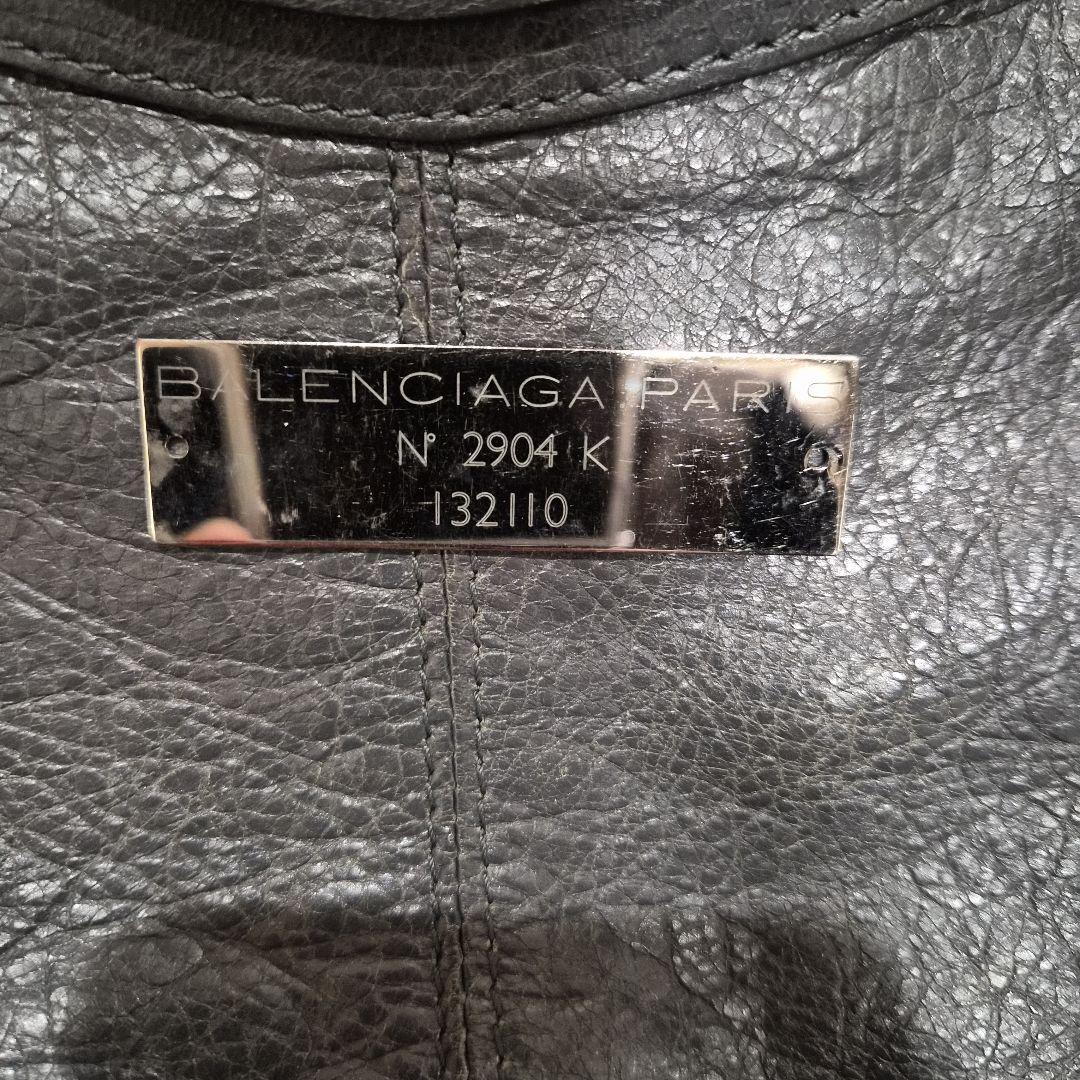 BALENCIAGA PARIS
N° 2904 K
132110